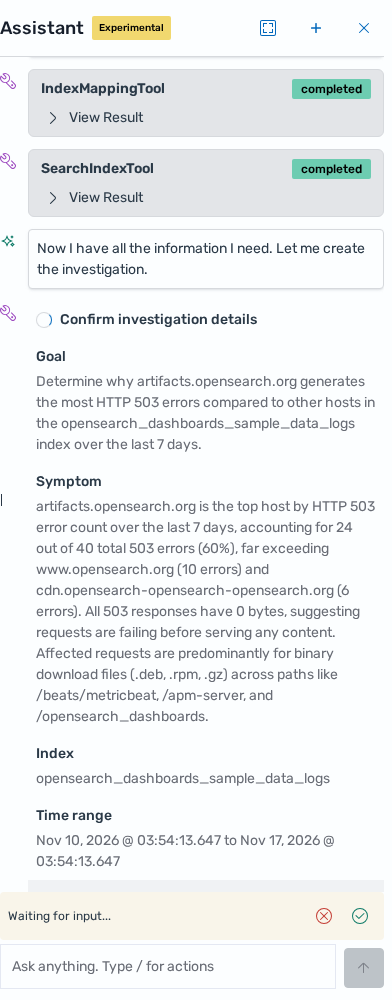 Assistant Experimental
IndexMappingTool completed
View Result
SearchIndexTool completed
View Result
Now I have all the information I need. Let me create
the investigation.
Confirm investigation details
Goal
Determine why artifacts.opensearch.org generates
the most HTTP 503 errors compared to other hosts in
the opensearch_dashboards_sample_data_logs
index over the last 7 days.
Symptom
artifacts.opensearch.org is the top host by HTTP 503
error count over the last 7 days, accounting for 24
out of 40 total 503 errors (60%), far exceeding
www.opensearch.org (10 errors) and
cdn.opensearch-opensearch-opensearch.org (6
errors). All 503 responses have 0 bytes, suggesting
requests are failing before serving any content.
Affected requests are predominantly for binary
download files (.deb, .rpm, .gz) across paths like
/beats/metricbeat, /apm-server, and
/opensearch_dashboards.
Index
opensearch_dashboards_sample_data_logs
Time range
Nov 10, 2026 @ 03:54:13.647 to Nov 17, 2026 @
03:54:13.647
Waiting for input...
Ask anything. Type / for actions